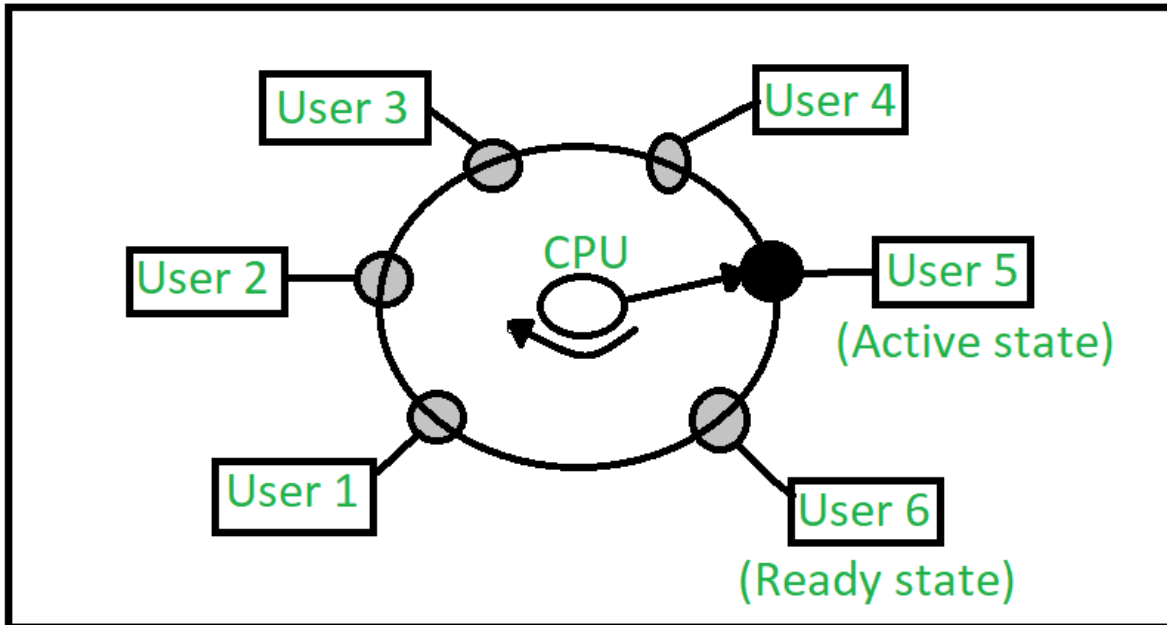 User 3
User 4
CPU
User 2
User 5
(Active state)
User 1
User 6
(Ready state)